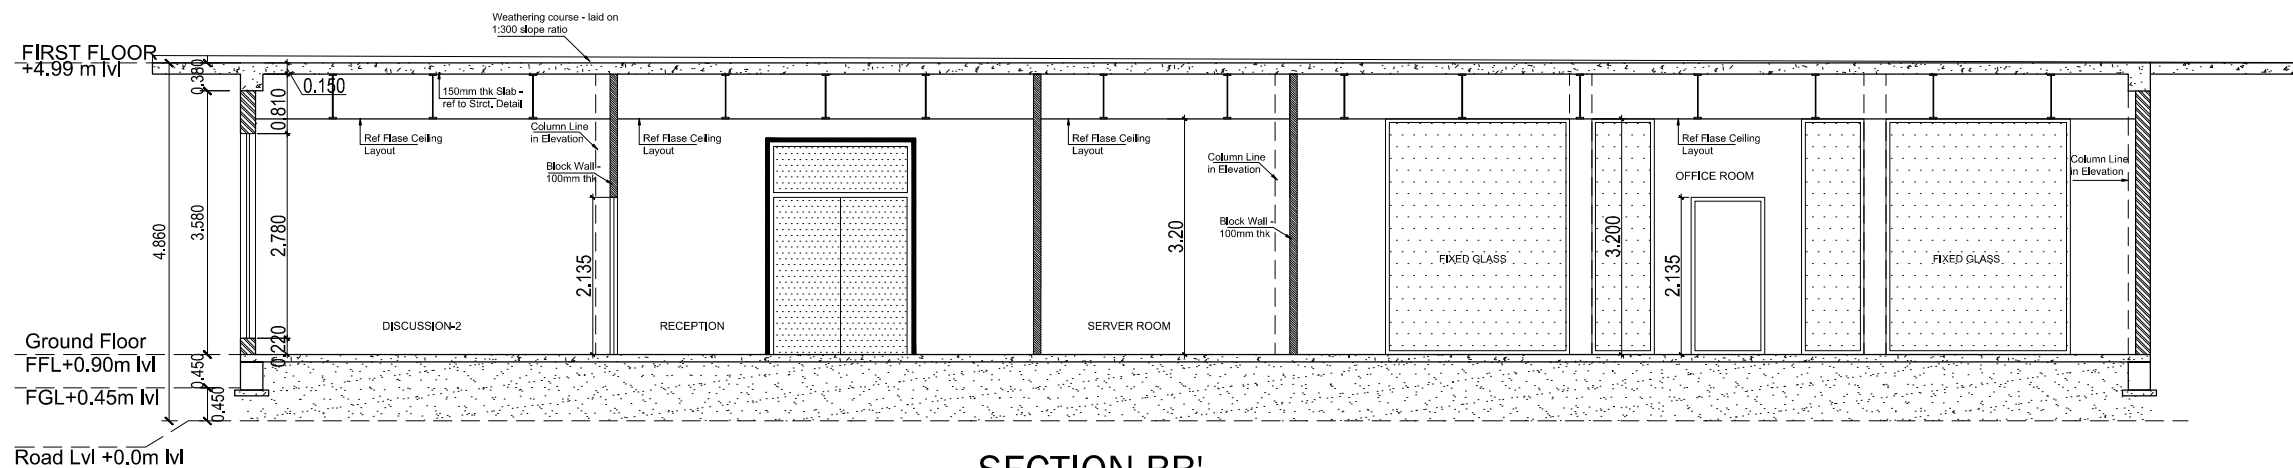 Weathering course - laid on
1:300 slope ratio
FIRST FLOOR
+4.99 m lvl
0.380
0.810
0.150
150mm thk Slab -
ref to Strct. Detail
Ref Flase Ceiling
Layout
Column Line
in Elevation
Block Wall -
100mm thk
Ref Flase Ceiling
Layout
Ref Flase Ceiling
Layout
Column Line
in Elevation
Block Wall -
100mm thk
Ref Flase Ceiling
Layout
OFFICE ROOM
Column Line
in Elevation
4.860
3.580
2.780
2.135
3.20
3.200
2.135
FIXED GLASS
FIXED GLASS
DISCUSSION-2
RECEPTION
SERVER ROOM
Ground Floor
FFL+0.90m lvl
0.220
0.450
FGL+0.45m lvl
0.450
Road Lvl +0.0m lvl
SECTION BB'